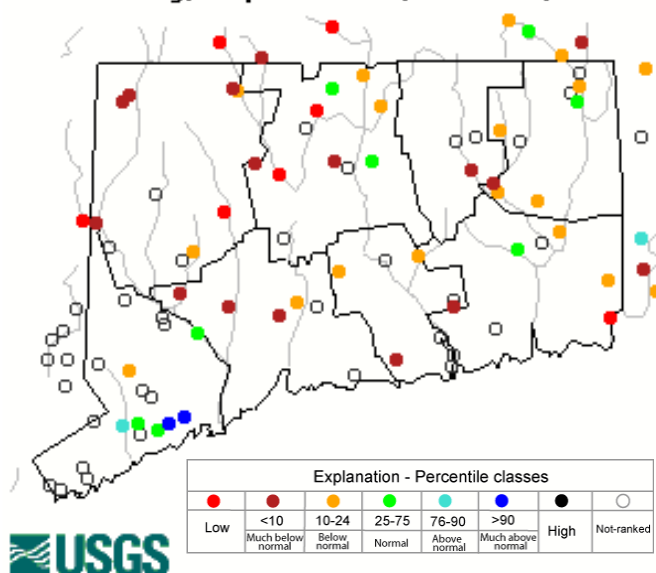 Explanation - Percentile classes
Low <10 10-24 25-75 76-90 >90 High Not-ranked
Much below normal Below normal Normal Above normal Much above normal
USGS